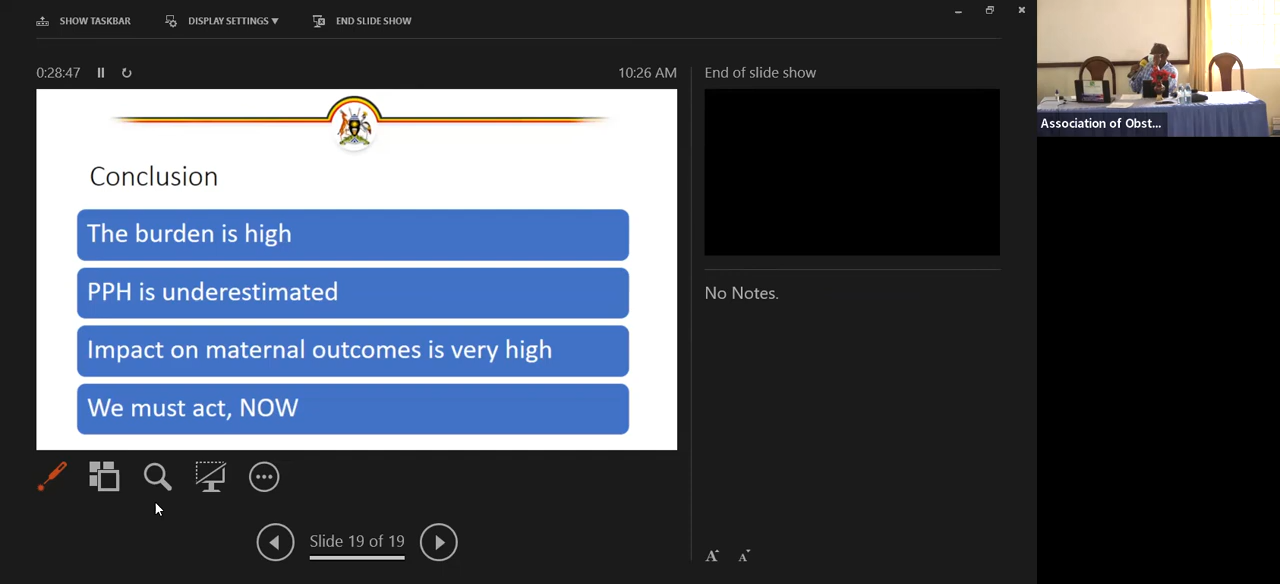 SHOW TASKBAR
DISPLAY SETTINGS ▼
END SLIDE SHOW
0:28:47
10:26 AM
End of slide show
Conclusion
The burden is high
PPH is underestimated
Impact on maternal outcomes is very high
We must act, NOW
No Notes.
Slide 19 of 19
A A
Association of Obst...